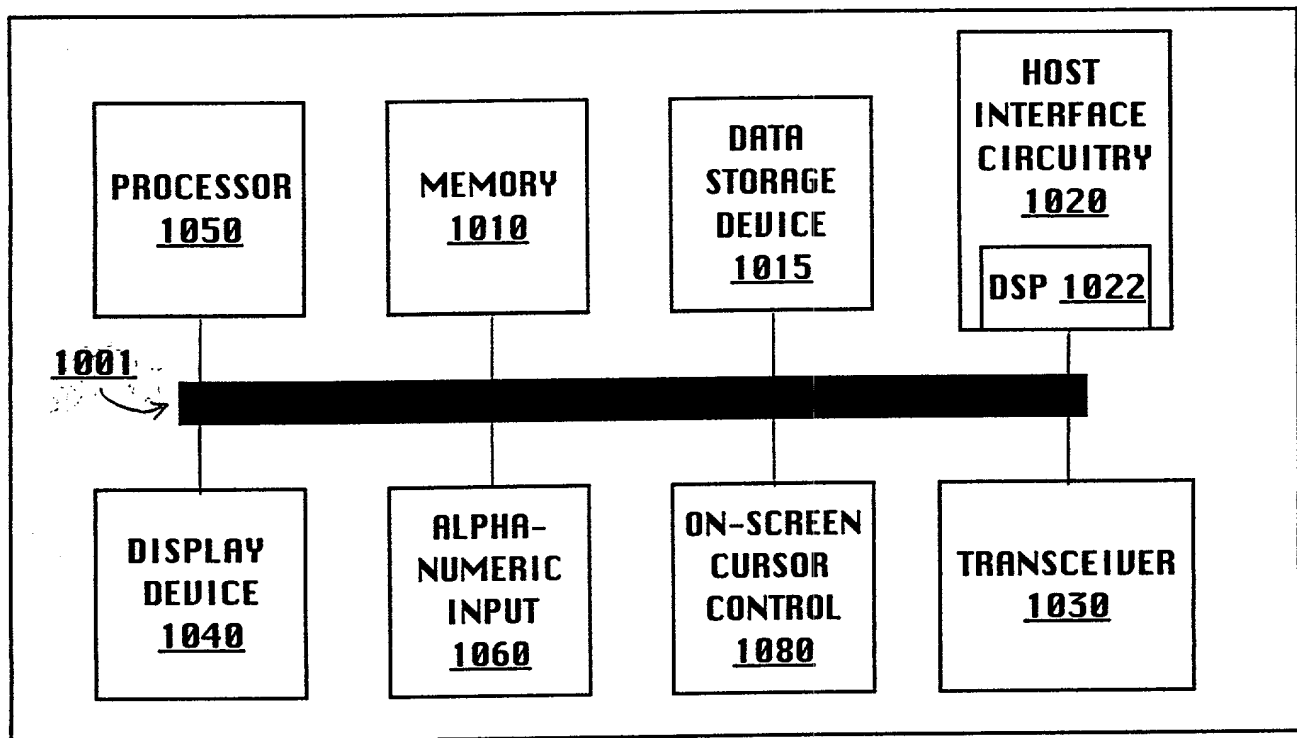 PROCESSOR
1050
MEMORY
1010
DATA
STORAGE
DEVICE
1015
HOST
INTERFACE
CIRCUITRY
1020
DSP 1022
1001
DISPLAY
DEVICE
1040
ALPHA-
NUMERIC
INPUT
1060
ON-SCREEN
CURSOR
CONTROL
1080
TRANSCEIVER
1030